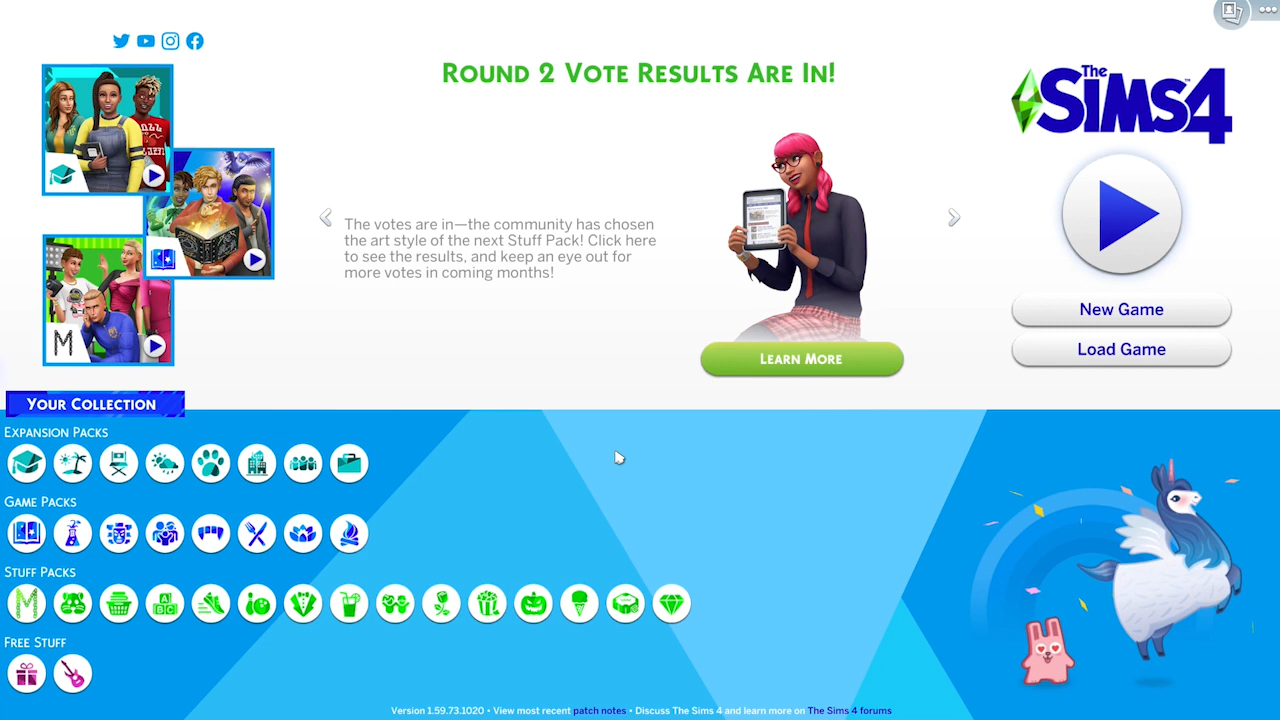 ROUND 2 VOTE RESULTS ARE IN!
The votes are in—the community has chosen
the art style of the next Stuff Pack! Click here
to see the results, and keep an eye out for
more votes in coming months!
LEARN MORE
The
SiMS4
New Game
Load Game
M
YOUR COLLECTION
EXPANSION PACKS
GAME PACKS
STUFF PACKS
M
FREE STUFF
Version 1.59.73.1020 • View most recent patch notes • Discuss The Sims 4 and learn more on The Sims 4 forums